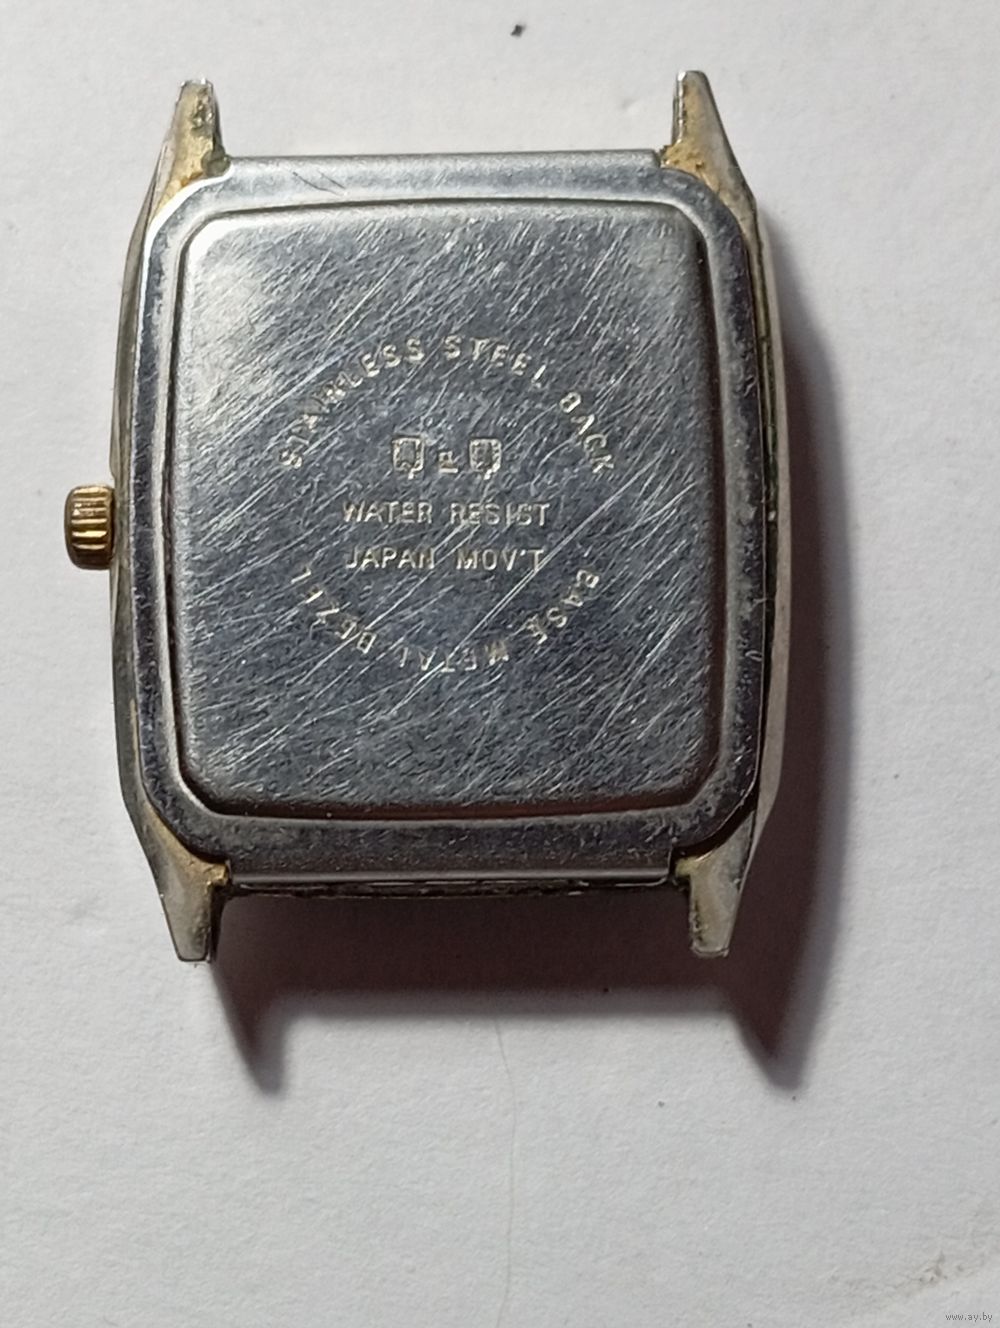 STAINLESS STEEL BACK
Q&Q
WATER RESIST
JAPAN MOV'T
BASE METAL BEZEL
www.ay.by